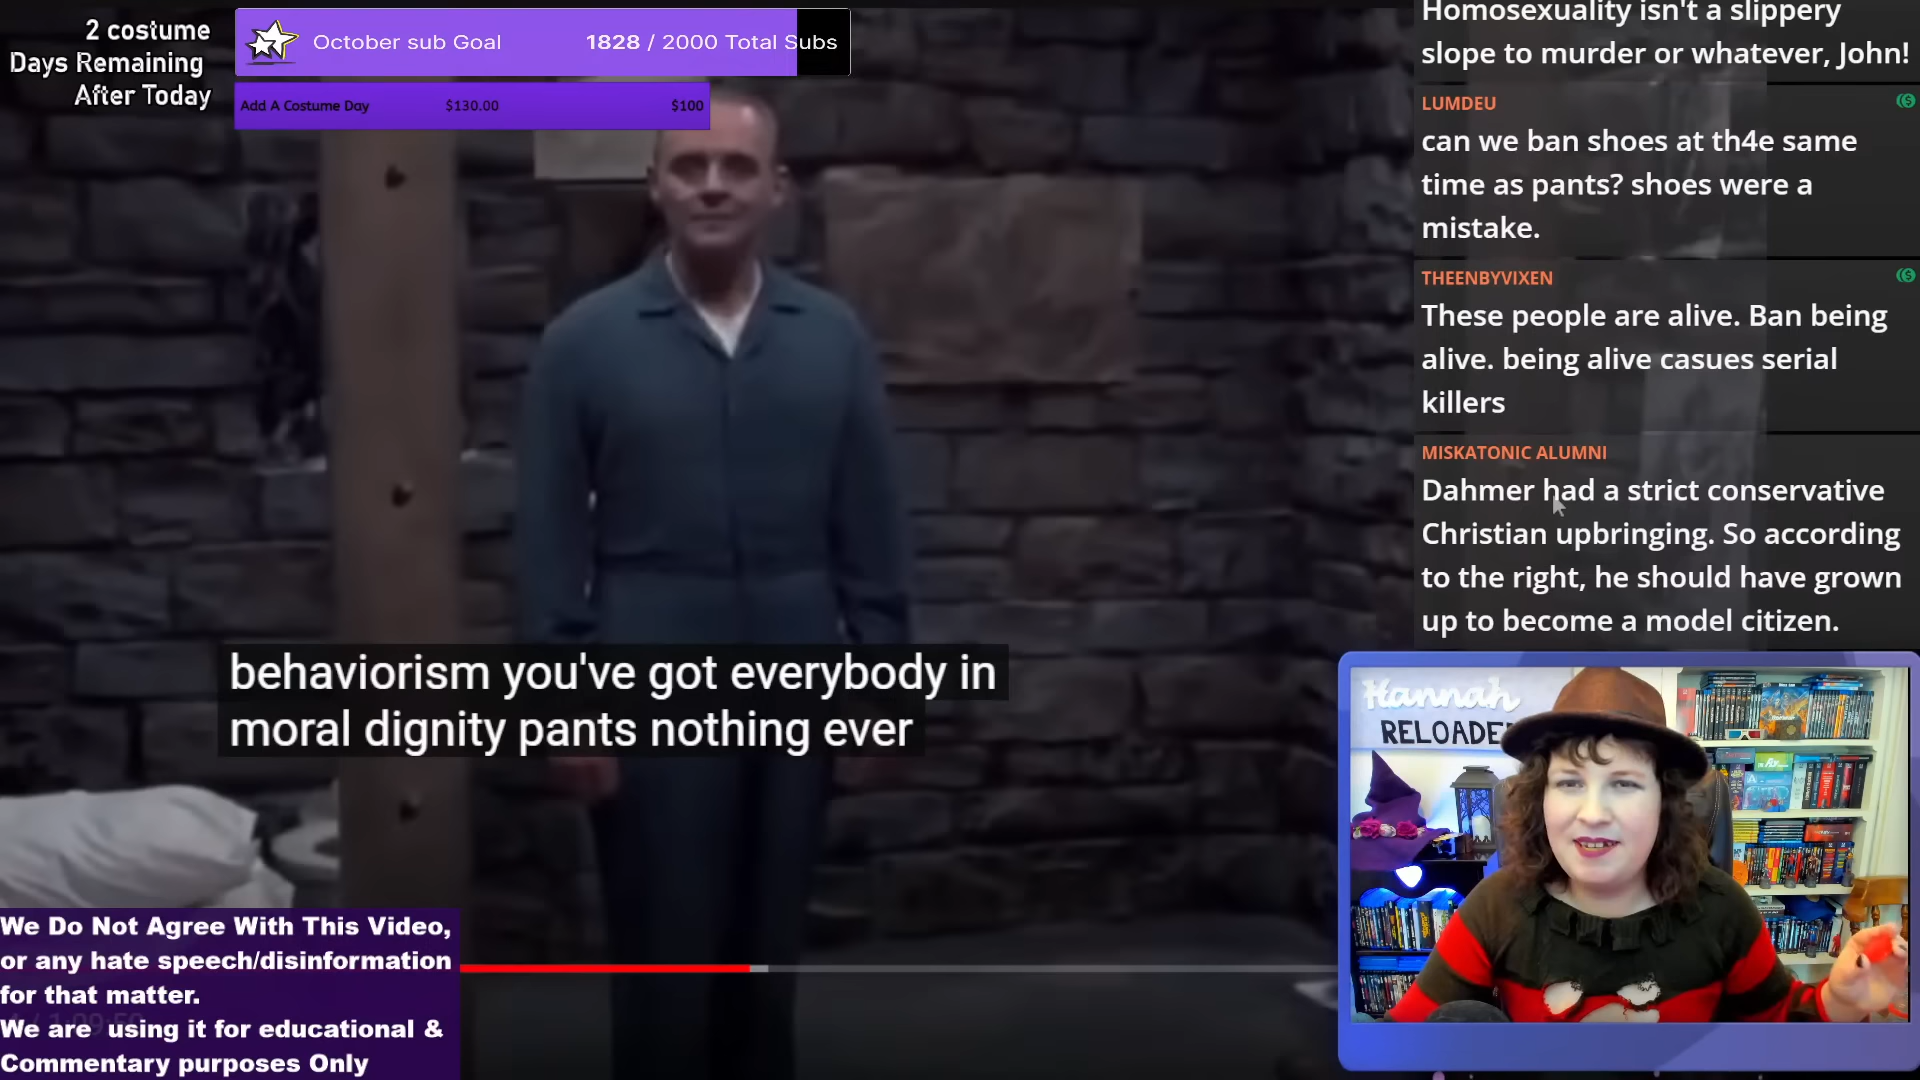 2 costume
Days Remaining
After Today
October sub Goal 1828 / 2000 Total Subs
Add A Costume Day $130.00 $100
Homosexuality isn't a slippery
slope to murder or whatever, John!
LUMDEU
can we ban shoes at th4e same
time as pants? shoes were a
mistake.
THEENBYVIXEN
These people are alive. Ban being
alive. being alive casues serial
killers
MISKATONIC ALUMNI
Dahmer had a strict conservative
Christian upbringing. So according
to the right, he should have grown
up to become a model citizen.
behaviorism you've got everybody in
moral dignity pants nothing ever
Hannah
RELOADE
We Do Not Agree With This Video,
or any hate speech/disinformation
for that matter.
We are using it for educational &
Commentary purposes Only